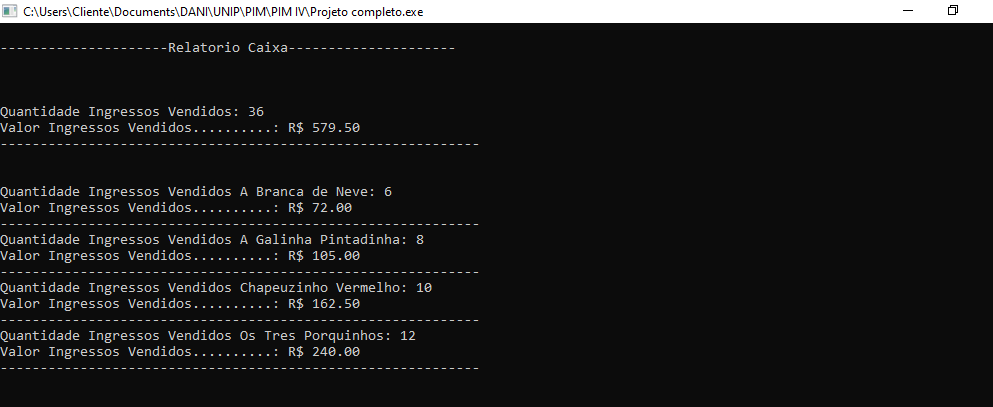 C:\Users\Cliente\Documents\DANI\UNIP\PIM\PIM IV\Projeto completo.exe
---------------------Relatorio Caixa---------------------
Quantidade Ingressos Vendidos: 36
Valor Ingressos Vendidos..........: R$ 579.50
------------------------------------------------------------
Quantidade Ingressos Vendidos A Branca de Neve: 6
Valor Ingressos Vendidos..........: R$ 72.00
------------------------------------------------------------
Quantidade Ingressos Vendidos A Galinha Pintadinha: 8
Valor Ingressos Vendidos..........: R$ 105.00
------------------------------------------------------------
Quantidade Ingressos Vendidos Chapeuzinho Vermelho: 10
Valor Ingressos Vendidos..........: R$ 162.50
------------------------------------------------------------
Quantidade Ingressos Vendidos Os Tres Porquinhos: 12
Valor Ingressos Vendidos..........: R$ 240.00
------------------------------------------------------------